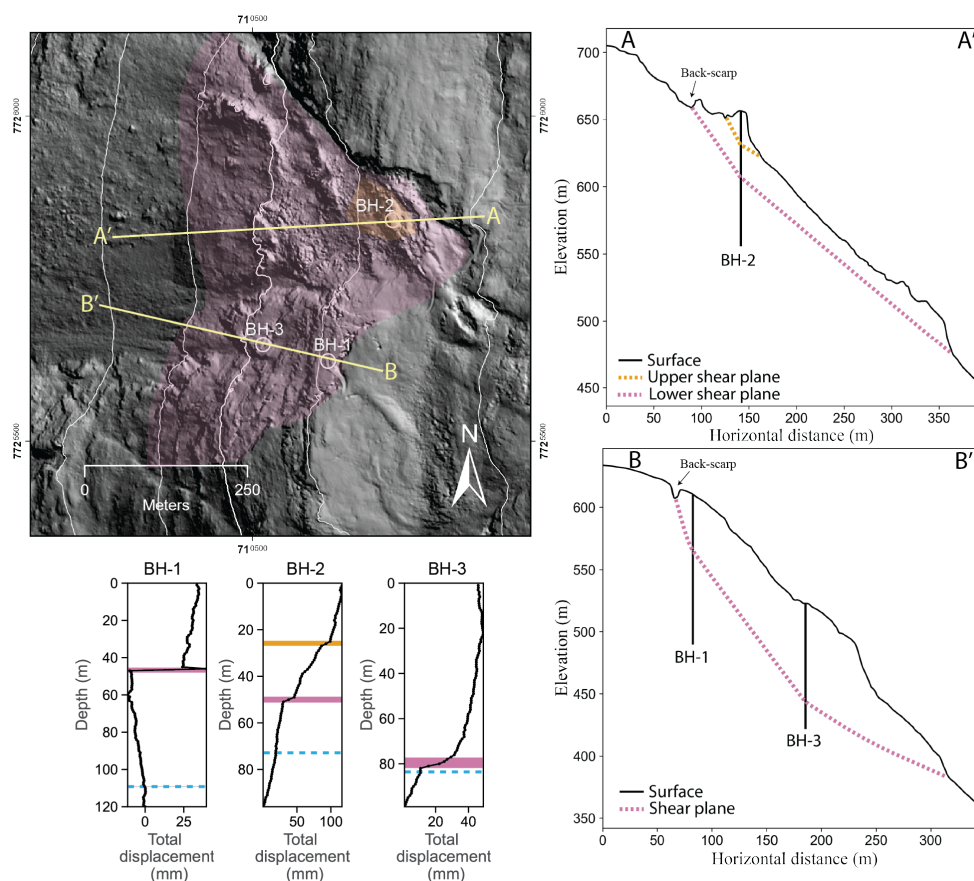 71 0500
772 6000
772 6000
772 5500
772 5500
A
A'
B'
B
BH-2
BH-3
BH-1
N
0
250
Meters
71 0500
A
A'
Back-scarp
BH-2
Surface
Upper shear plane
Lower shear plane
Elevation (m)
700
650
600
550
500
450
0 50 100 150 200 250 300 350
Horizontal distance (m)
B
B'
Back-scarp
BH-1
BH-3
Surface
Shear plane
Elevation (m)
600
550
500
450
400
350
0 50 100 150 200 250 300
Horizontal distance (m)
BH-1
Depth (m)
0
20
40
60
80
100
120
0 25
Total
displacement
(mm)
BH-2
Depth (m)
0
20
40
60
80
50 100
Total
displacement
(mm)
BH-3
Depth (m)
0
20
40
60
80
0 20 40
Total
displacement
(mm)